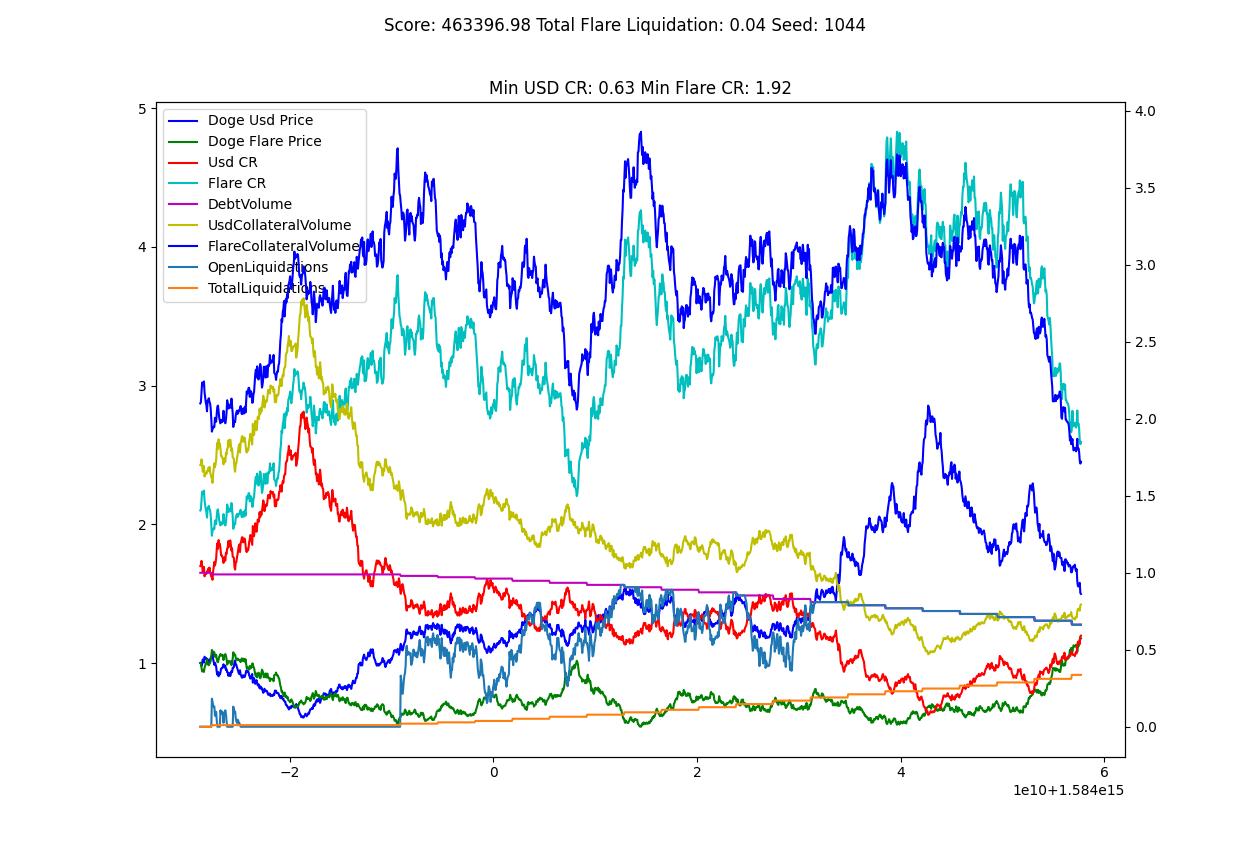 Score: 463396.98 Total Flare Liquidation: 0.04 Seed: 1044
Min USD CR: 0.63 Min Flare CR: 1.92
Doge Usd Price
Doge Flare Price
Usd CR
Flare CR
DebtVolume
UsdCollateralVolume
FlareCollateralVolume
OpenLiquidations
TotalLiquidations
5
4
3
2
1
4.0
3.5
3.0
2.5
2.0
1.5
1.0
0.5
0.0
−2 0 2 4 6
1e10+1.584e15